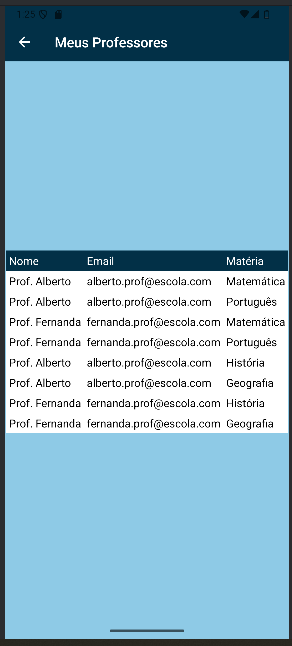 1:25
Meus Professores
Nome Email Matéria
Prof. Alberto alberto.prof@escola.com Matemática
Prof. Alberto alberto.prof@escola.com Português
Prof. Fernanda fernanda.prof@escola.com Matemática
Prof. Fernanda fernanda.prof@escola.com Português
Prof. Alberto alberto.prof@escola.com História
Prof. Alberto alberto.prof@escola.com Geografia
Prof. Fernanda fernanda.prof@escola.com História
Prof. Fernanda fernanda.prof@escola.com Geografia